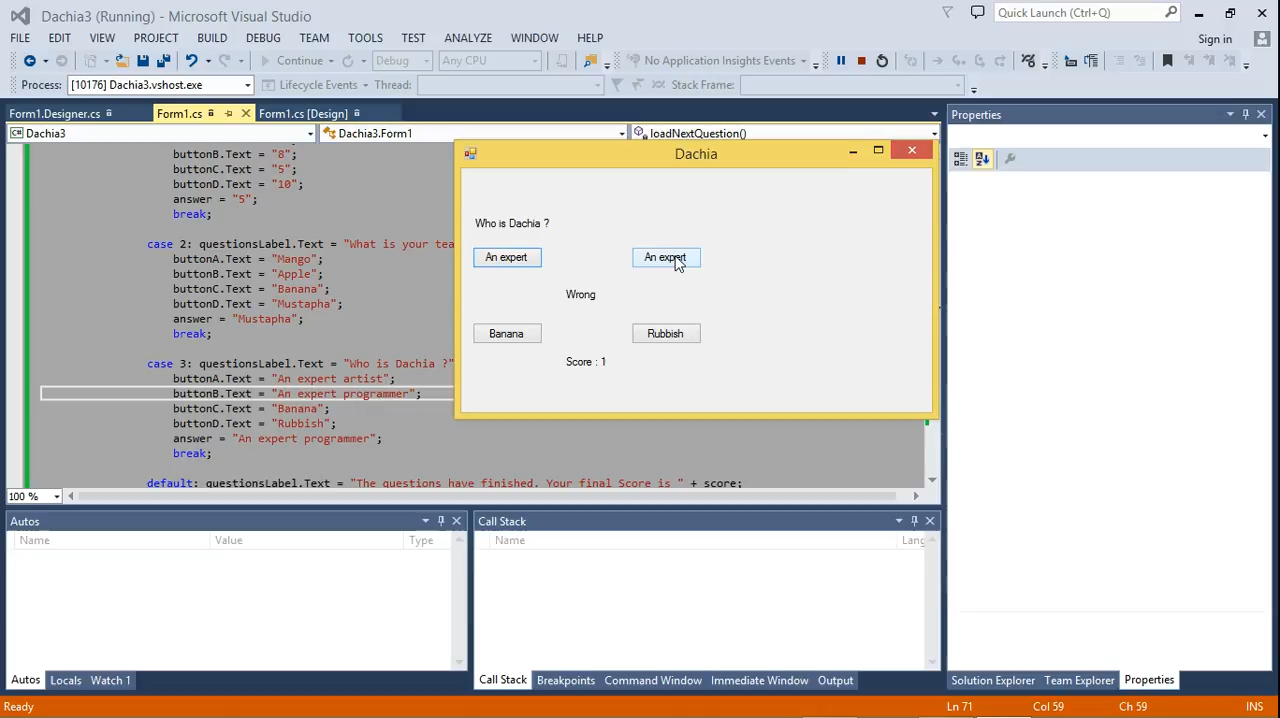 Dachia3 (Running) - Microsoft Visual Studio
Quick Launch (Ctrl+Q)
FILE EDIT VIEW PROJECT BUILD DEBUG TEAM TOOLS TEST ANALYZE WINDOW HELP
Sign in
Continue Debug Any CPU No Application Insights Events
Process: [10176] Dachia3.vshost.exe Lifecycle Events Thread: Stack Frame:
Form1.Designer.cs Form1.cs Form1.cs [Design]
Properties
Dachia3 Dachia3.Form1 loadNextQuestion()
buttonB.Text = "8";
buttonC.Text = "5";
buttonD.Text = "10";
answer = "5";
break;
case 2: questionsLabel.Text = "What is your tea
buttonA.Text = "Mango";
buttonB.Text = "Apple";
buttonC.Text = "Banana";
buttonD.Text = "Mustapha";
answer = "Mustapha";
break;
case 3: questionsLabel.Text = "Who is Dachia ?"
buttonA.Text = "An expert artist";
buttonB.Text = "An expert programmer";
buttonC.Text = "Banana";
buttonD.Text = "Rubbish";
answer = "An expert programmer";
break;
default: questionsLabel.Text = "The questions have finished. Your final Score is " + score;
Dachia
Who is Dachia ?
An expert An expert
Wrong
Banana Rubbish
Score : 1
100 %
Autos
Name Value Type
Call Stack
Name Lang
Autos Locals Watch 1
Call Stack Breakpoints Command Window Immediate Window Output
Solution Explorer Team Explorer Properties
Ready
Ln 71 Col 59 Ch 59 INS